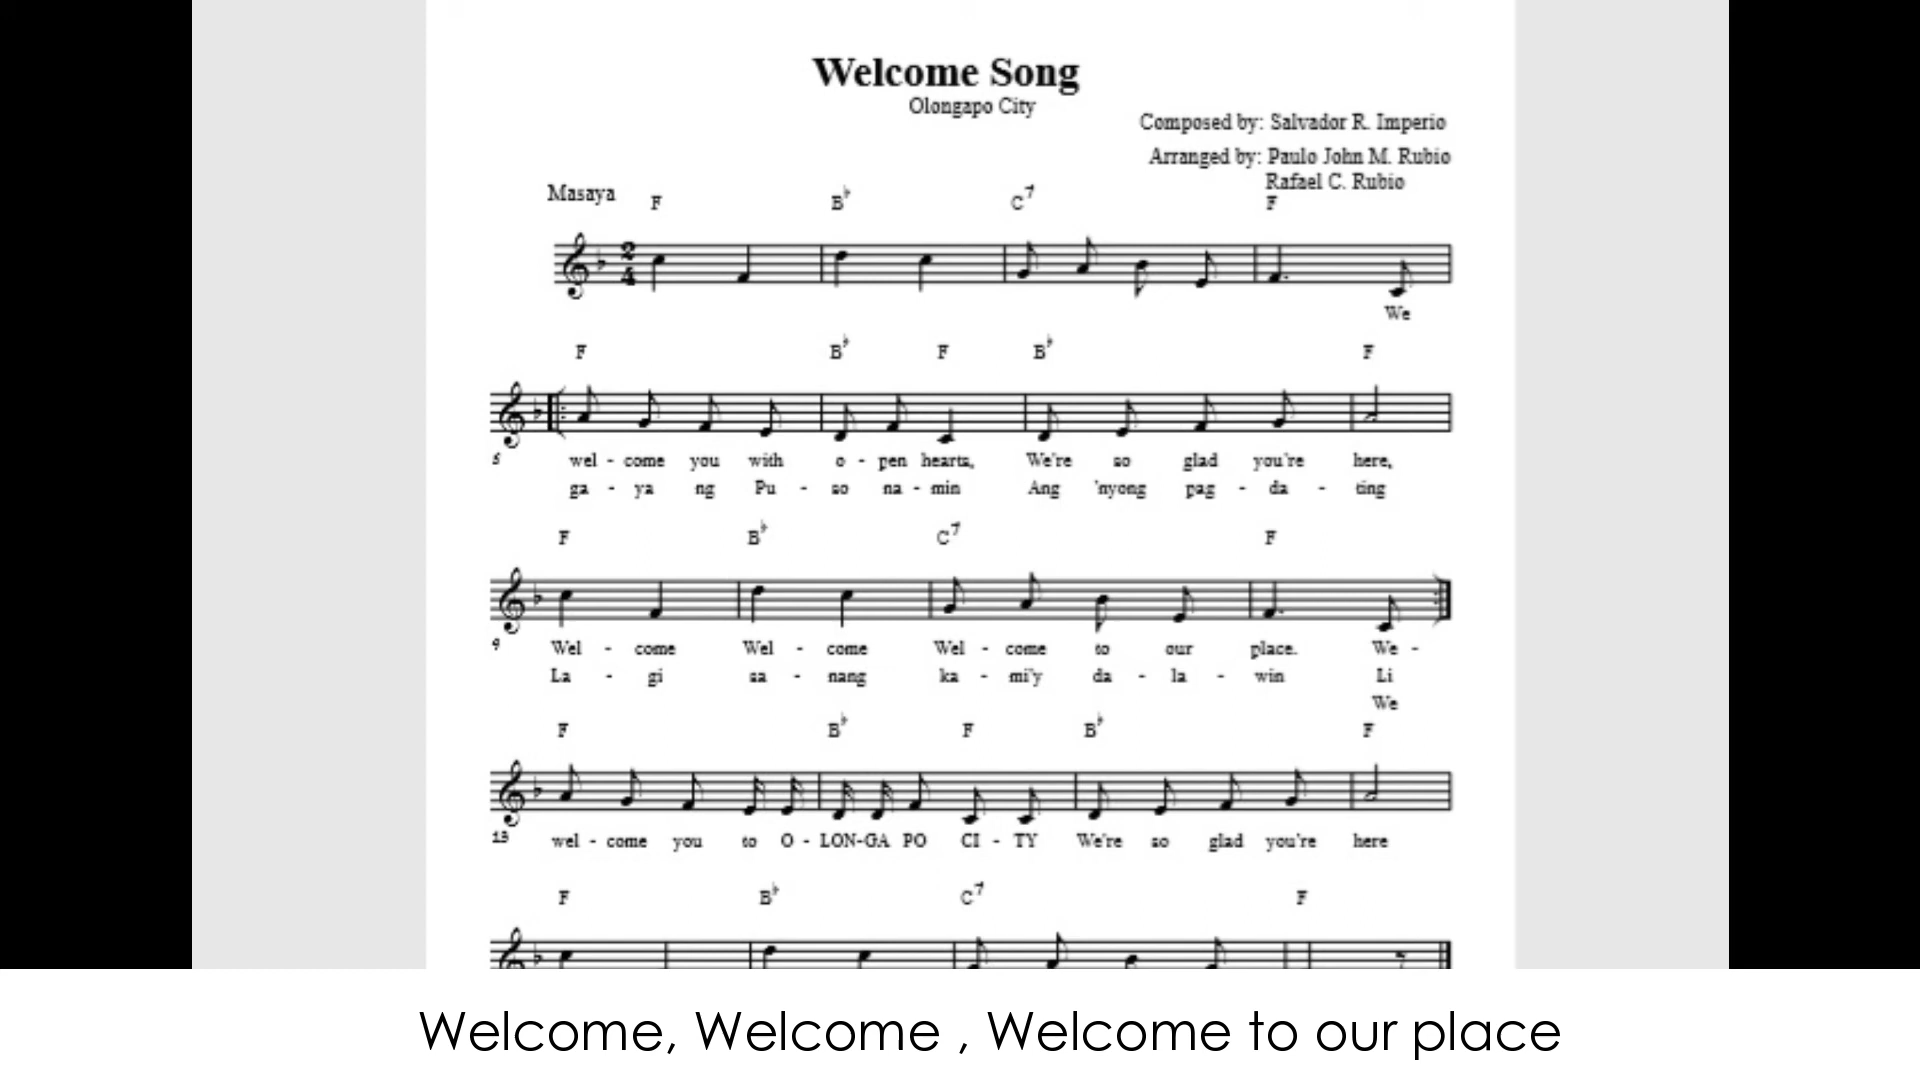 Welcome Song
Olongapo City
Composed by: Salvador R. Imperio
Arranged by: Paulo John M. Rubio
Rafael C. Rubio
Masaya
F B♭ C7 F
2
4
We
F B♭ F B♭ F
5
wel - come you with o - pen hearts, We're so glad you're here,
ga - ya ng Pu - so na - min Ang 'nyong pag - da - ting
F B♭ C7 F
9
Wel - come Wel - come Wel - come to our place. We -
La - gi sa - nang ka - mi'y da - la - win Li
We
F B♭ F B♭ F
13
wel - come you to O - LON-GA PO CI - TY We're so glad you're here
F B♭ C7 F
Welcome, Welcome , Welcome to our place